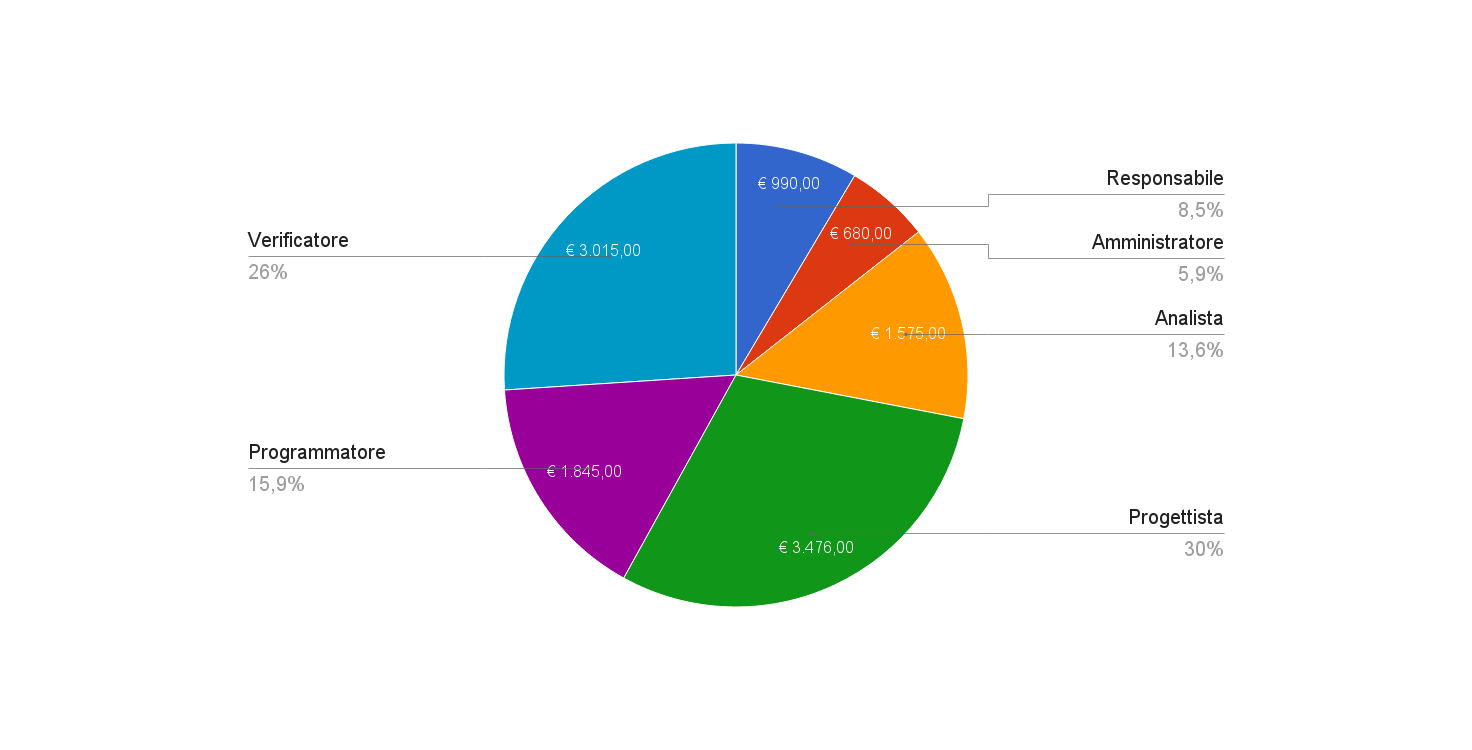 Responsabile
8,5%
€ 990,00
Amministratore
5,9%
€ 680,00
Analista
13,6%
€ 1.575,00
Progettista
30%
€ 3.476,00
Programmatore
15,9%
€ 1.845,00
Verificatore
26%
€ 3.015,00